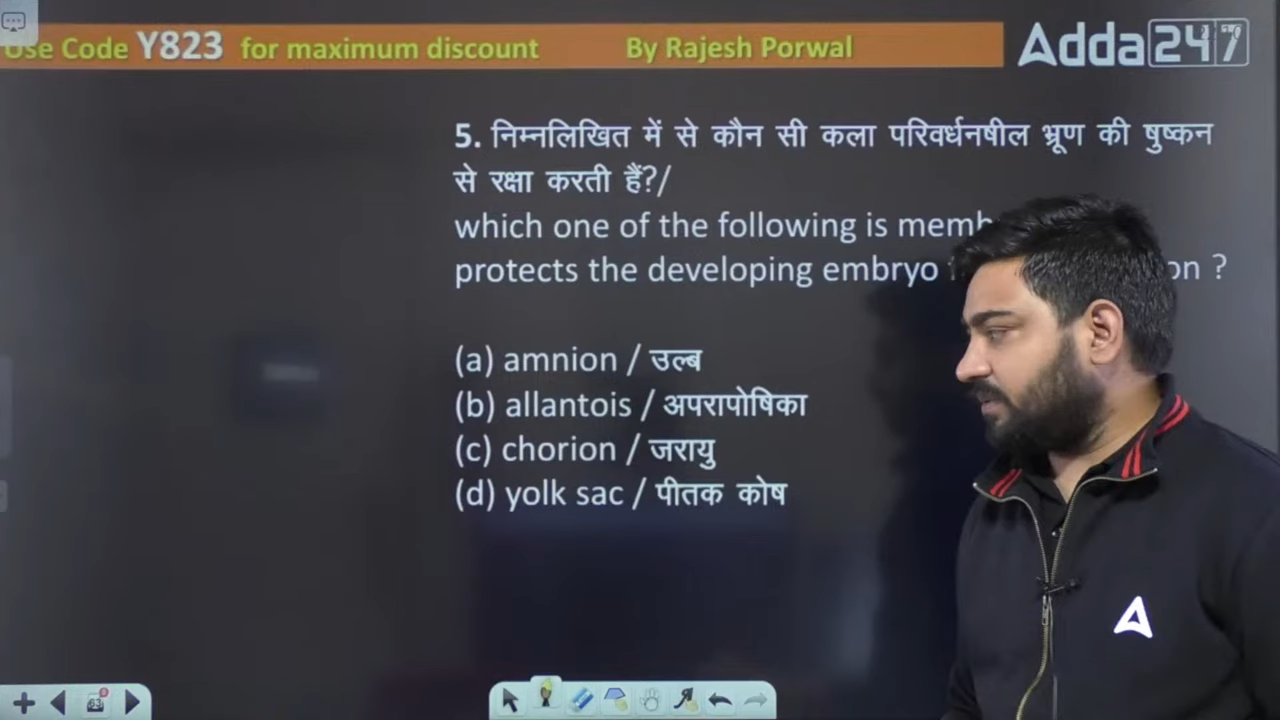 Use Code Y823 for maximum discount By Rajesh Porwal
Adda247
5. निम्नलिखित में से कौन सी कला परिवर्धनषील भ्रूण की षुष्कन
से रक्षा करती हैं?/
which one of the following is memb
protects the developing embryo on ?
(a) amnion / उल्ब
(b) allantois / अपरापोषिका
(c) chorion / जरायु
(d) yolk sac / पीतक कोष